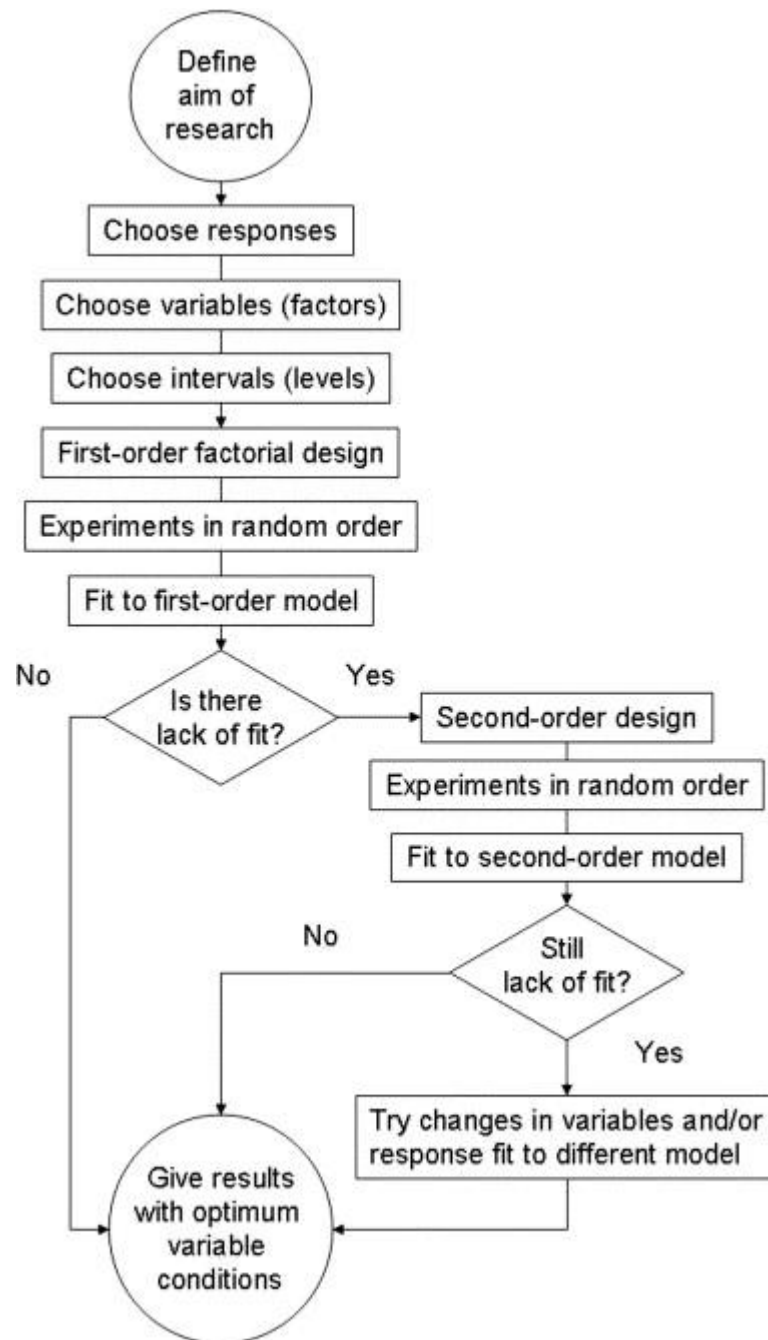 Define
aim of
research
Choose responses
Choose variables (factors)
Choose intervals (levels)
First-order factorial design
Experiments in random order
Fit to first-order model
No
Yes
Is there
lack of fit?
Second-order design
Experiments in random order
Fit to second-order model
No
Still
lack of fit?
Yes
Try changes in variables and/or
response fit to different model
Give results
with optimum
variable
conditions